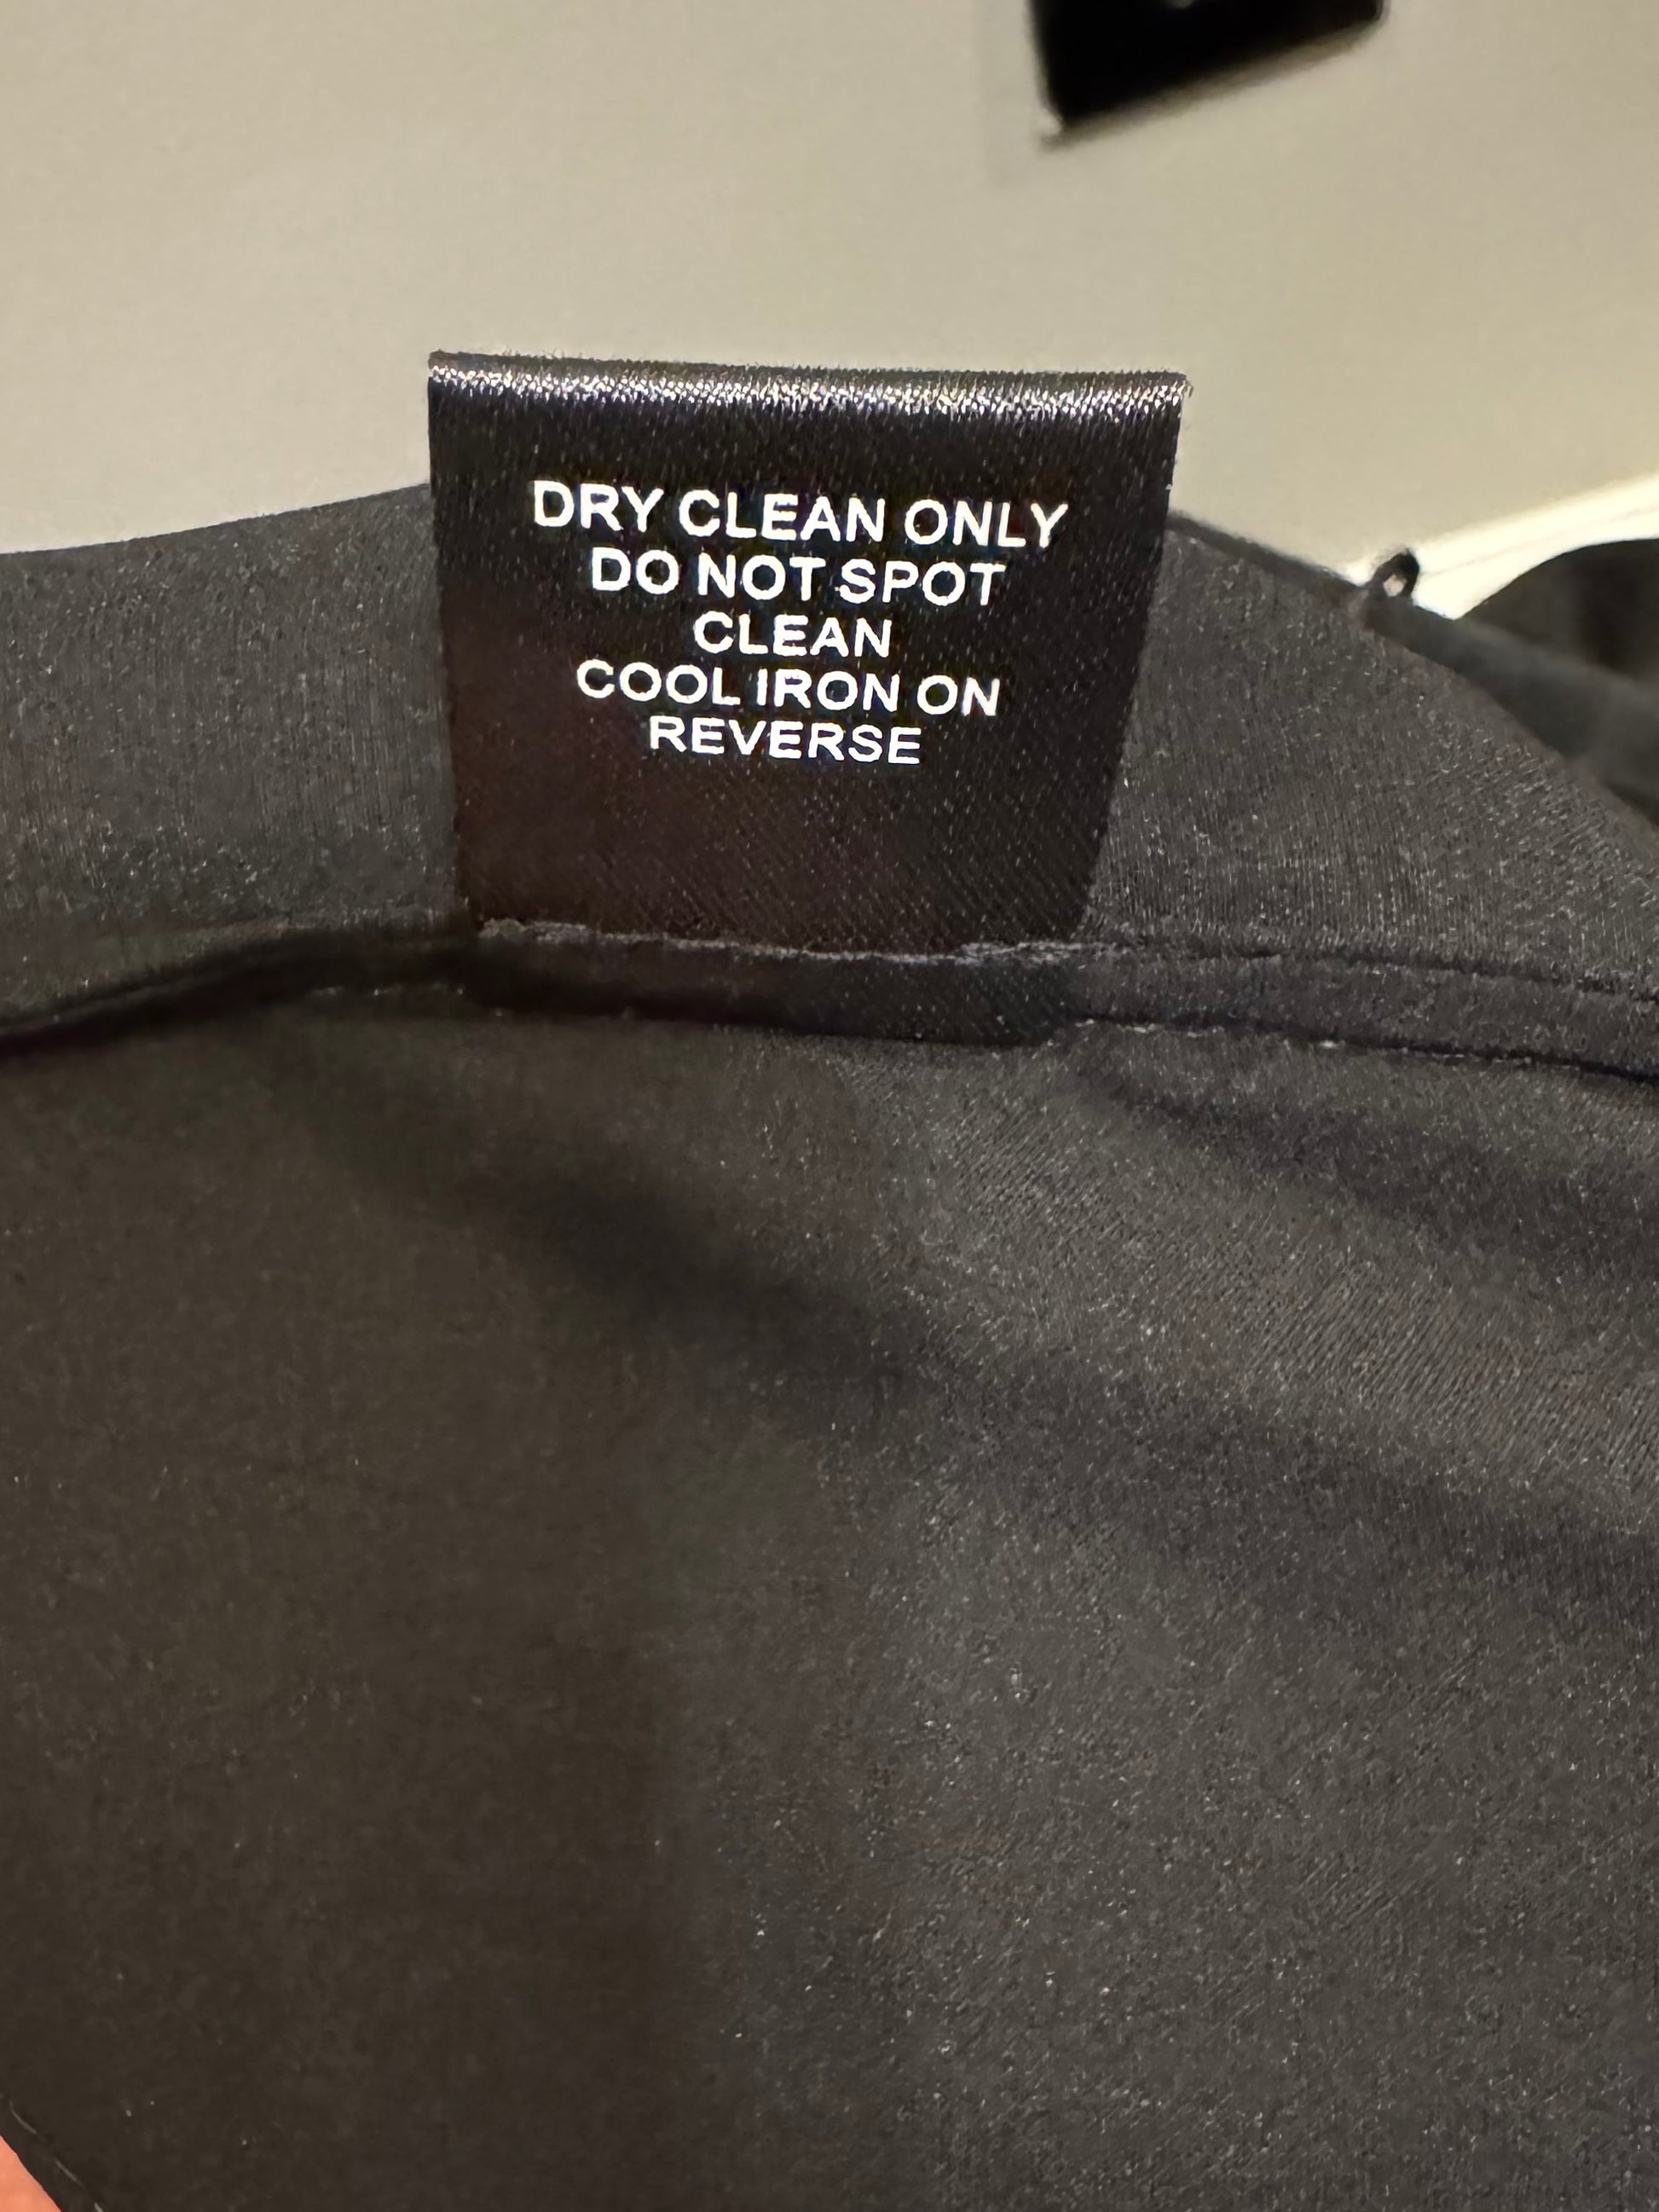 DRY CLEAN ONLY
DO NOT SPOT
CLEAN
COOL IRON ON
REVERSE